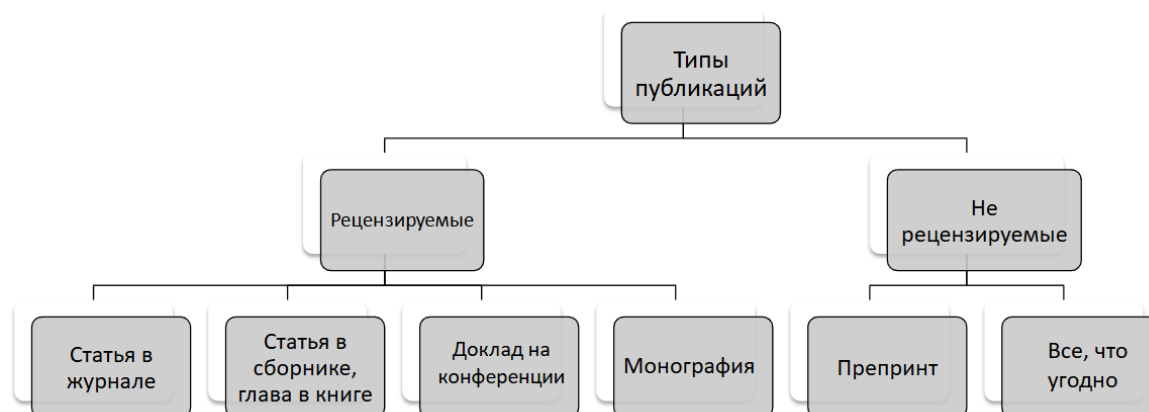 Типы
публикаций
Рецензируемые
Не
рецензируемые
Статья в
журнале
Статья в
сборнике,
глава в книге
Доклад на
конференции
Монография
Препринт
Все, что
угодно